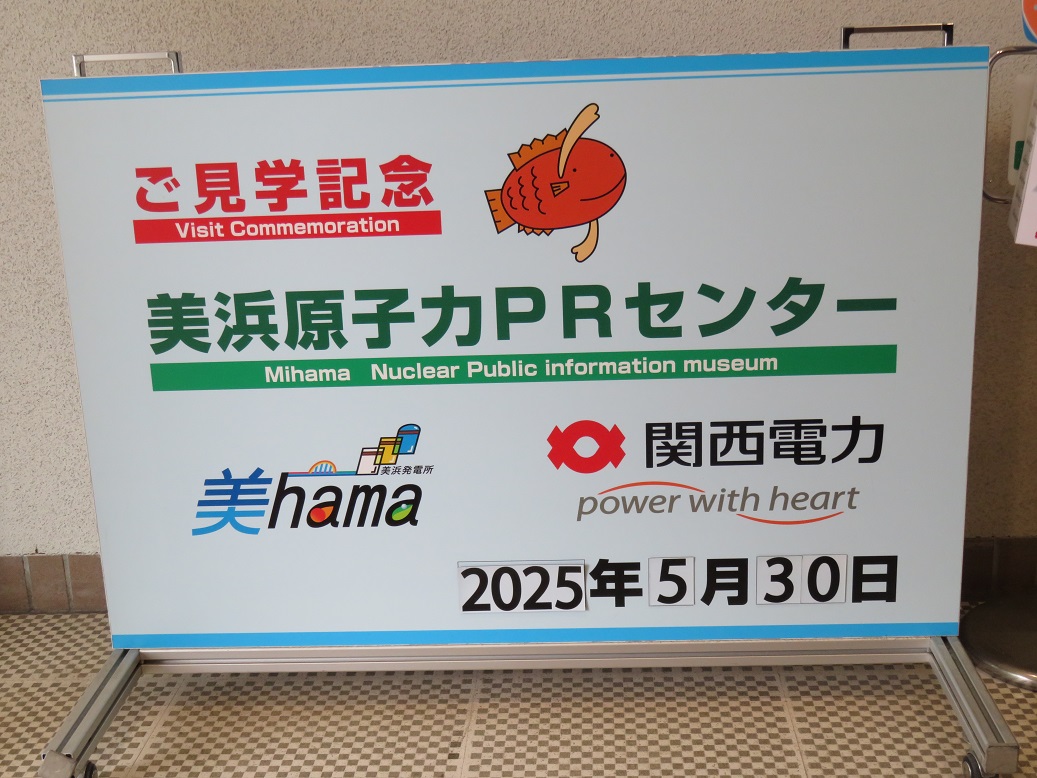 ご見学記念
Visit Commemoration
美浜原子力PRセンター
Mihama Nuclear Public information museum
美浜発電所
美hama
関西電力
power with heart
2025年5月30日